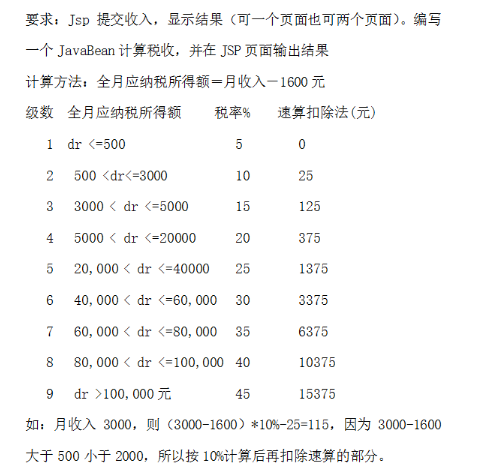 要求：Jsp 提交收入，显示结果（可一个页面也可两个页面）。编写
一个 JavaBean 计算税收，并在 JSP 页面输出结果
计算方法：全月应纳税所得额＝月收入－1600 元
级数 全月应纳税所得额 税率% 速算扣除法(元)
1 dr <=500 5 0
2 500 <dr<=3000 10 25
3 3000 < dr <=5000 15 125
4 5000 < dr <=20000 20 375
5 20,000 < dr <=40000 25 1375
6 40,000 < dr <=60,000 30 3375
7 60,000 < dr <=80,000 35 6375
8 80,000 < dr <=100,000 40 10375
9 dr >100,000 元 45 15375
如：月收入 3000，则（3000-1600）*10%-25=115，因为 3000-1600
大于 500 小于 2000，所以按 10%计算后再扣除速算的部分。